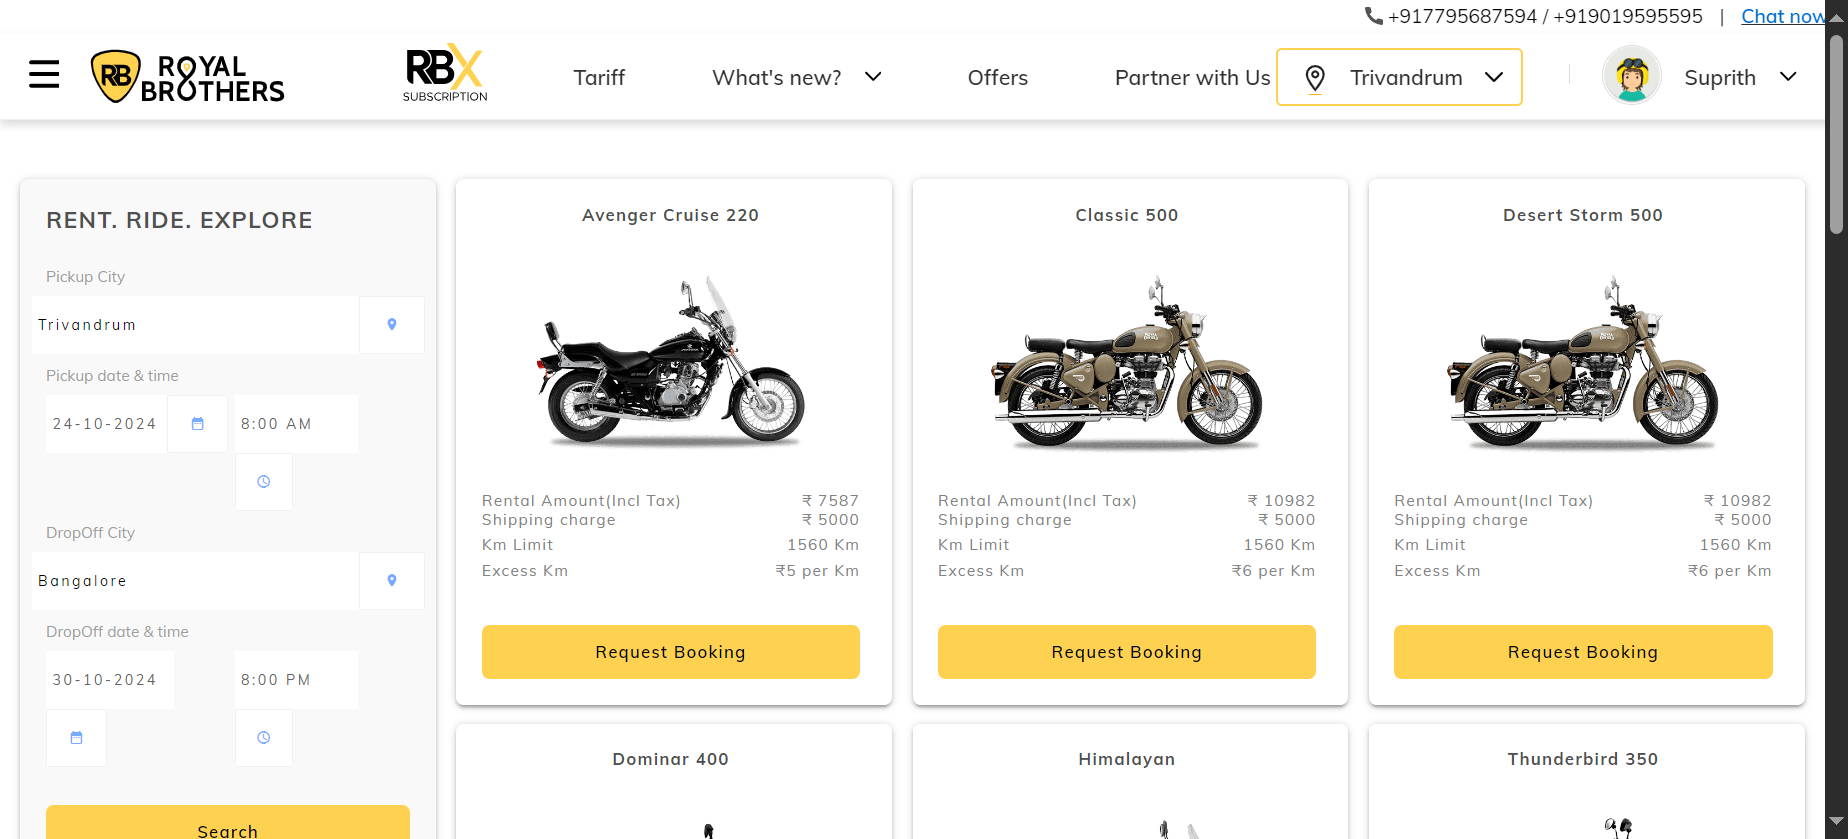 +917795687594 / +919019595595 | Chat now
RB ROYAL BROTHERS
RBX SUBSCRIPTION
Tariff
What's new?
Offers
Partner with Us
Trivandrum
Suprith
RENT. RIDE. EXPLORE
Pickup City
Trivandrum
Pickup date & time
24-10-2024
8:00 AM
DropOff City
Bangalore
DropOff date & time
30-10-2024
8:00 PM
Search
Avenger Cruise 220
Rental Amount(Incl Tax) ₹ 7587
Shipping charge ₹ 5000
Km Limit 1560 Km
Excess Km ₹5 per Km
Request Booking
Classic 500
Rental Amount(Incl Tax) ₹ 10982
Shipping charge ₹ 5000
Km Limit 1560 Km
Excess Km ₹6 per Km
Request Booking
Desert Storm 500
Rental Amount(Incl Tax) ₹ 10982
Shipping charge ₹ 5000
Km Limit 1560 Km
Excess Km ₹6 per Km
Request Booking
Dominar 400
Himalayan
Thunderbird 350